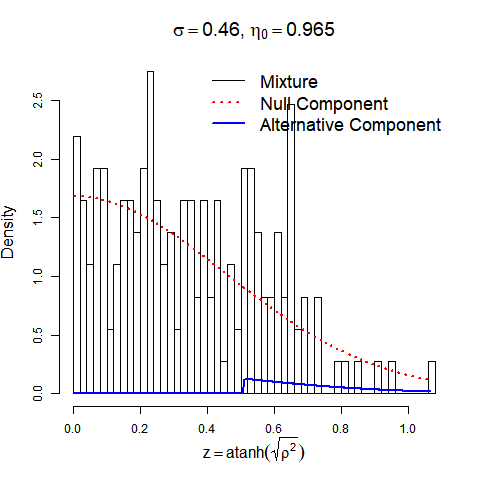 σ = 0.46, η₀ = 0.965
Mixture
Null Component
Alternative Component
Density
2.5
2.0
1.5
1.0
0.5
0.0
0.0 0.2 0.4 0.6 0.8 1.0
z = atanh(√ρ²)